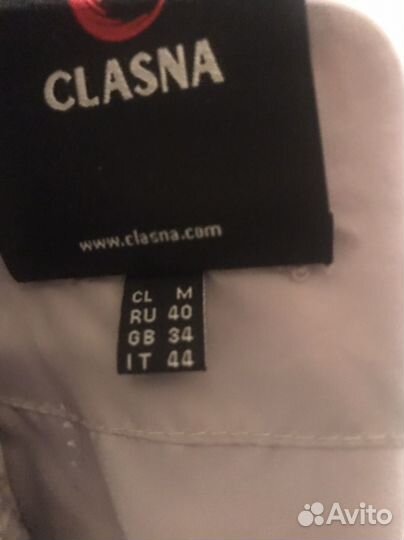 CLASNA
www.clasna.com
CL M
RU 40
GB 34
IT 44
Avito